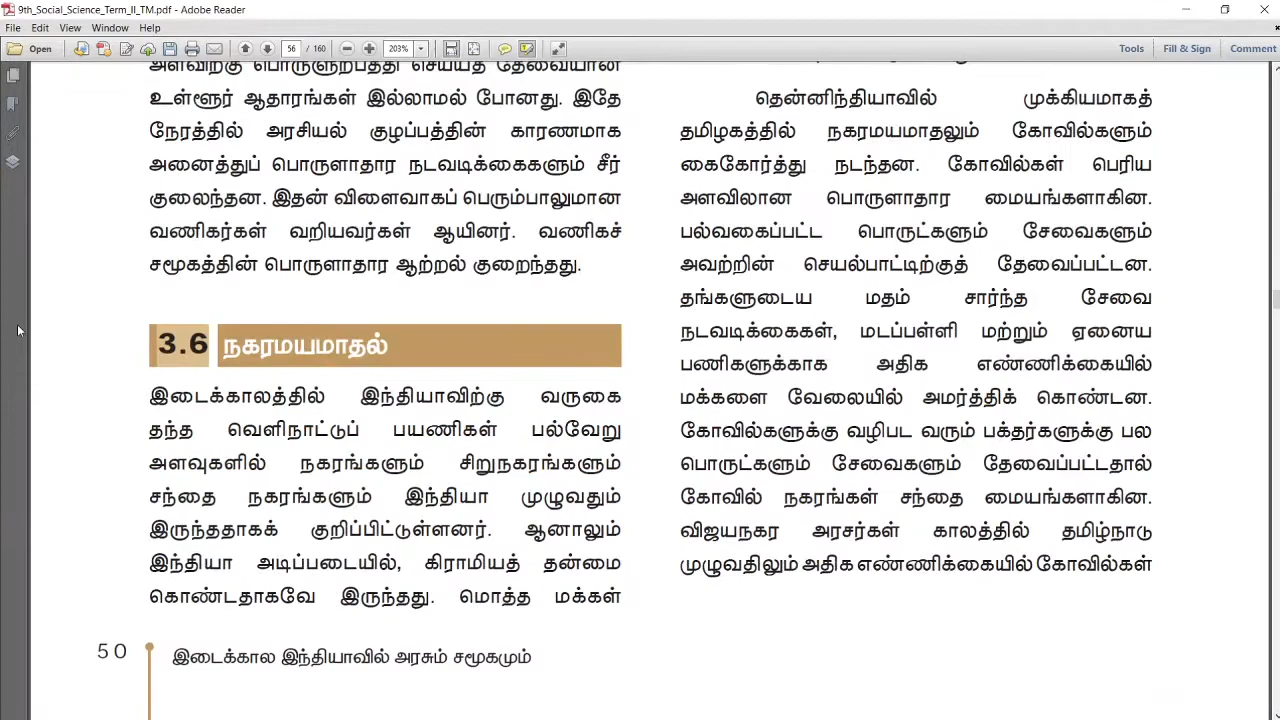 9th_Social_Science_Term_II_TM.pdf - Adobe Reader
File Edit View Window Help
Open 56 / 160 203% Tools Fill & Sign Comment
அளவிற்கு பொருளுற்பத்தி செய்யத் தேவையான
உள்ளூர் ஆதாரங்கள் இல்லாமல் போனது. இதே
நேரத்தில் அரசியல் குழப்பத்தின் காரணமாக
அனைத்துப் பொருளாதார நடவடிக்கைகளும் சீர்
குலைந்தன. இதன் விளைவாகப் பெரும்பாலுமான
வணிகர்கள் வறியவர்கள் ஆயினர். வணிகச்
சமூகத்தின் பொருளாதார ஆற்றல் குறைந்தது.
3.6 நகரமயமாதல்
இடைக்காலத்தில் இந்தியாவிற்கு வருகை
தந்த வெளிநாட்டுப் பயணிகள் பல்வேறு
அளவுகளில் நகரங்களும் சிறுநகரங்களும்
சந்தை நகரங்களும் இந்தியா முழுவதும்
இருந்ததாகக் குறிப்பிட்டுள்ளனர். ஆனாலும்
இந்தியா அடிப்படையில், கிராமியத் தன்மை
கொண்டதாகவே இருந்தது. மொத்த மக்கள்
தென்னிந்தியாவில் முக்கியமாகத்
தமிழகத்தில் நகரமயமாதலும் கோவில்களும்
கைகோர்த்து நடந்தன. கோவில்கள் பெரிய
அளவிலான பொருளாதார மையங்களாகின.
பல்வகைப்பட்ட பொருட்களும் சேவைகளும்
அவற்றின் செயல்பாட்டிற்குத் தேவைப்பட்டன.
தங்களுடைய மதம் சார்ந்த சேவை
நடவடிக்கைகள், மடப்பள்ளி மற்றும் ஏனைய
பணிகளுக்காக அதிக எண்ணிக்கையில்
மக்களை வேலையில் அமர்த்திக் கொண்டன.
கோவில்களுக்கு வழிபட வரும் பக்தர்களுக்கு பல
பொருட்களும் சேவைகளும் தேவைப்பட்டதால்
கோவில் நகரங்கள் சந்தை மையங்களாகின.
விஜயநகர அரசர்கள் காலத்தில் தமிழ்நாடு
முழுவதிலும் அதிக எண்ணிக்கையில் கோவில்கள்
50 இடைக்கால இந்தியாவில் அரசும் சமூகமும்